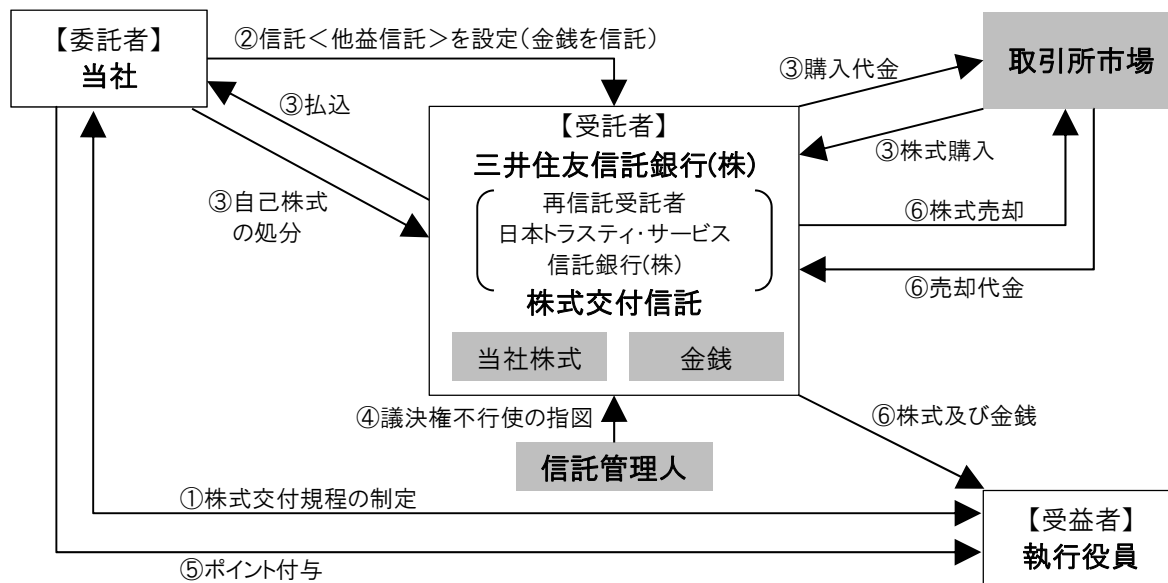 【委託者】
当社
②信託＜他益信託＞を設定（金銭を信託）
③払込
③自己株式
の処分
【受託者】
三井住友信託銀行(株)
再信託受託者
日本トラスティ・サービス
信託銀行(株)
株式交付信託
当社株式
金銭
③購入代金
取引所市場
③株式購入
⑥株式売却
⑥売却代金
④議決権不行使の指図
信託管理人
⑥株式及び金銭
①株式交付規程の制定
⑤ポイント付与
【受益者】
執行役員